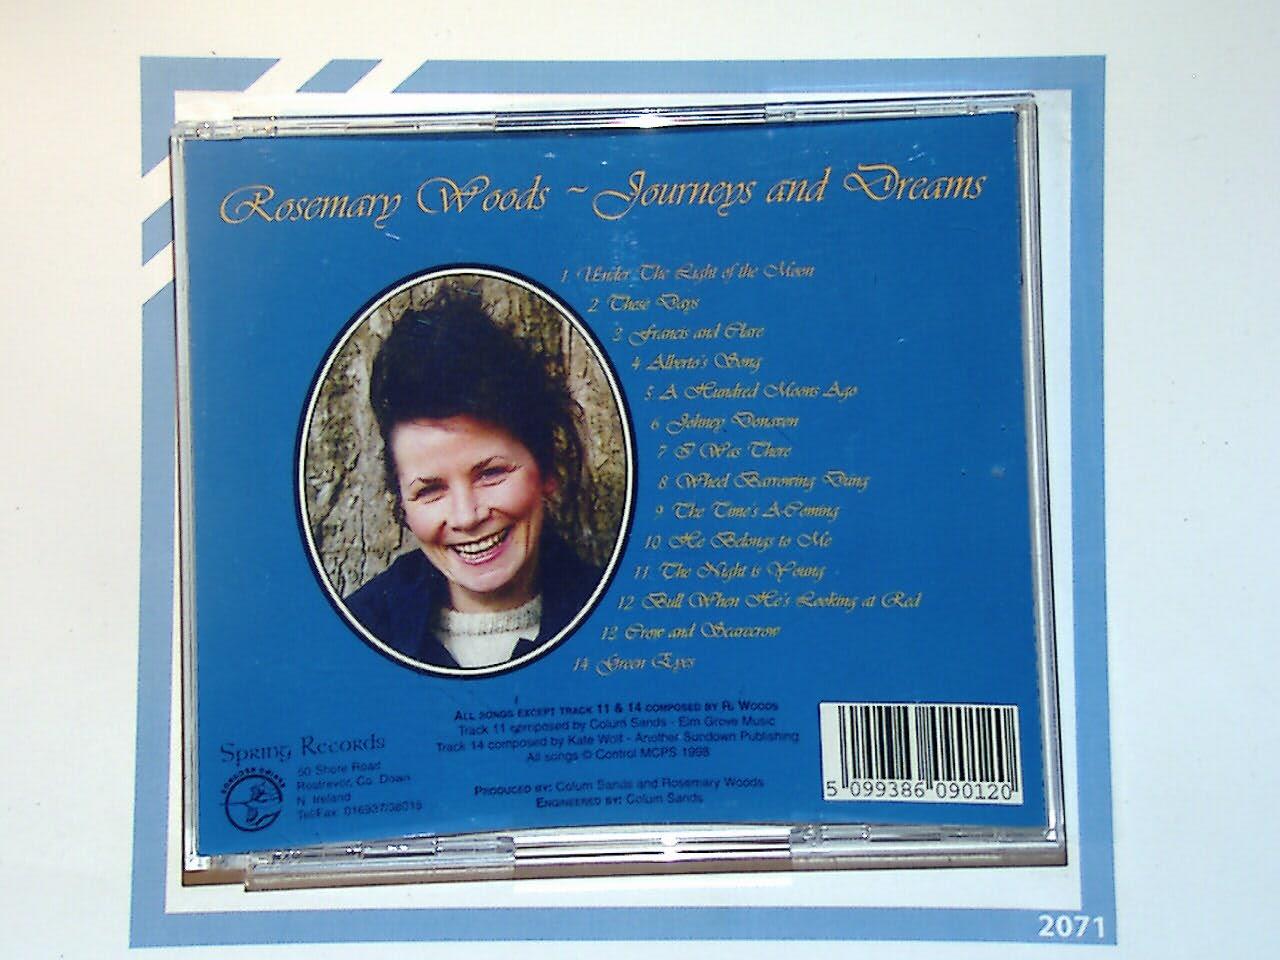 Rosemary Woods ~ Journeys and Dreams
1. Under The Light of the Moon
2. These Days
3. Francis and Clare
4. Alberto's Song
5. A Hundred Moons Ago
6. Johney Donaven
7. I Was There
8. Wheel Barrowing Dung
9. The Time's A-Coming
10. He Belongs to Me
11. The Night is Young
12. Bull When He's Looking at Red
13. Crow and Scarecrow
14. Green Eyes
ALL SONGS EXCEPT TRACK 11 & 14 COMPOSED BY R. WOODS
Track 11 composed by Colum Sands - Elm Grove Music
Track 14 composed by Kate Wolf - Another Sundown Publishing
All songs © Control MCPS 1998
PRODUCED BY: Colum Sands and Rosemary Woods
ENGINEERED BY: Colum Sands
Spring Records
50 Shore Road
Rostrevor, Co. Down
N. Ireland
Tel/Fax:
5 099386 090120
2071